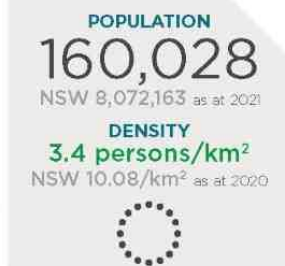 POPULATION
160,028
NSW 8,072,163 as at 2021
DENSITY
3.4 persons/km²
NSW 10.08/km² as at 2020